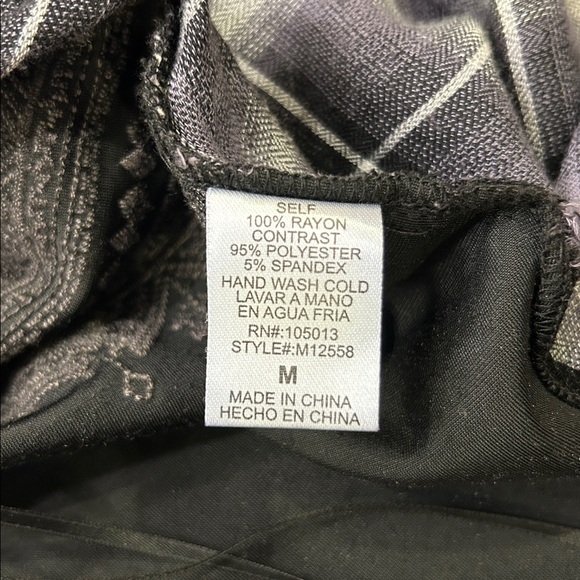 SELF
100% RAYON
CONTRAST
95% POLYESTER
5% SPANDEX
HAND WASH COLD
LAVAR A MANO
EN AGUA FRIA
RN#:105013
STYLE#:M12558
M
MADE IN CHINA
HECHO EN CHINA